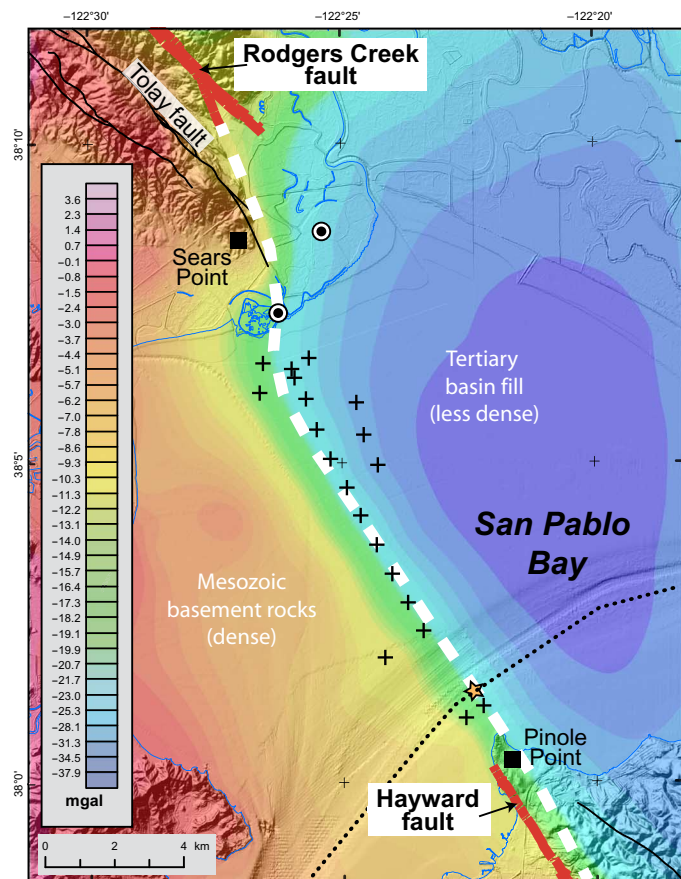 −122°30'
−122°25'
−122°20'
Rodgers Creek
fault
Tolay fault
38°10'
Sears
Point
3.6
2.3
1.4
0.7
−0.1
−0.8
−1.5
−2.4
−3.0
−3.7
−4.4
−5.1
−5.7
−6.2
−7.0
−7.8
−8.6
−9.3
−10.3
−11.3
−12.2
−13.1
−14.0
−14.9
−15.7
−16.4
−17.3
−18.2
−19.1
−19.9
−20.7
−21.7
−23.0
−25.3
−28.1
−31.3
−34.5
−37.9
mgal
Tertiary
basin fill
(less dense)
38°5'
San Pablo
Bay
Mesozoic
basement rocks
(dense)
Pinole
Point
38°0'
Hayward
fault
0 2 4 km